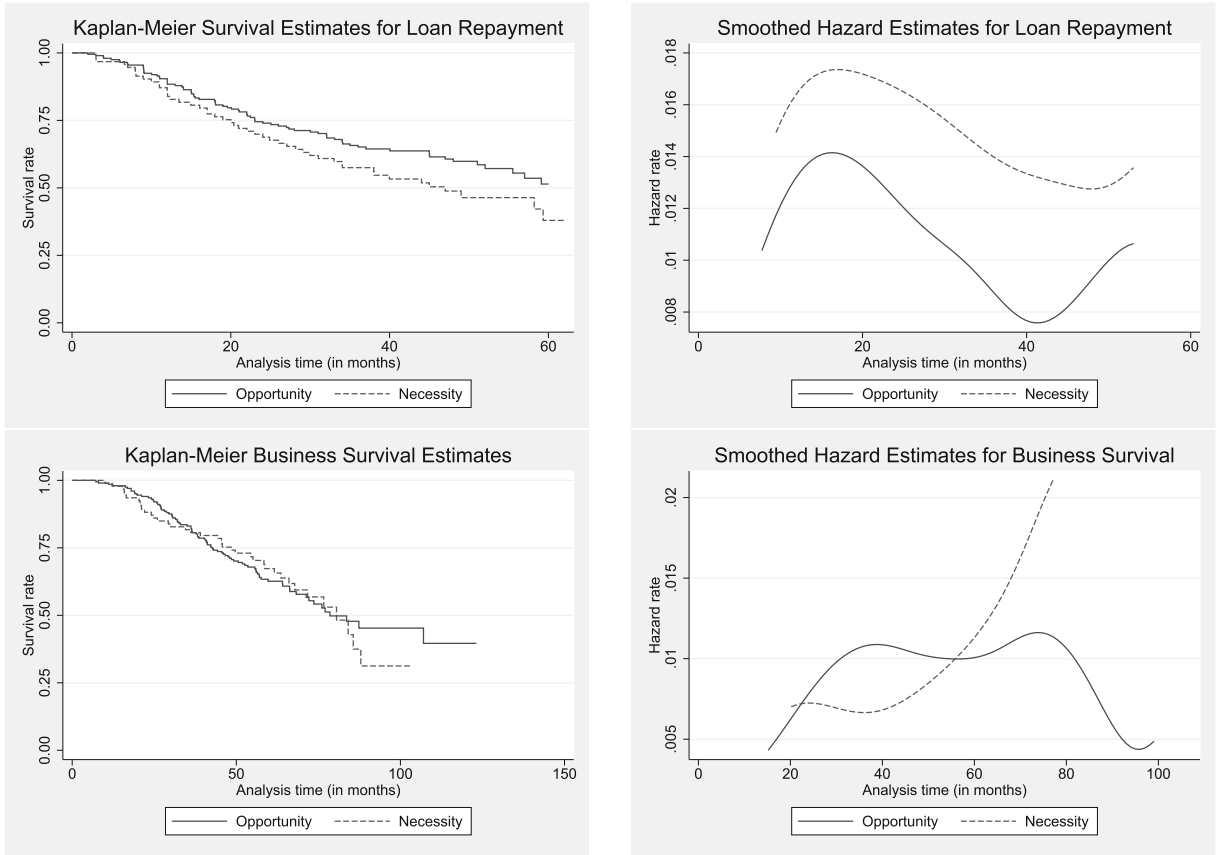 Kaplan-Meier Survival Estimates for Loan Repayment
1.00
0.75
0.50
0.25
0.00
Survival rate
0 20 40 60
Analysis time (in months)
Opportunity Necessity
Smoothed Hazard Estimates for Loan Repayment
.018
.016
.014
.012
.01
.008
Hazard rate
0 20 40 60
Analysis time (in months)
Opportunity Necessity
Kaplan-Meier Business Survival Estimates
1.00
0.75
0.50
0.25
0.00
Survival rate
0 50 100 150
Analysis time (in months)
Opportunity Necessity
Smoothed Hazard Estimates for Business Survival
.02
.015
.01
.005
Hazard rate
0 20 40 60 80 100
Analysis time (in months)
Opportunity Necessity